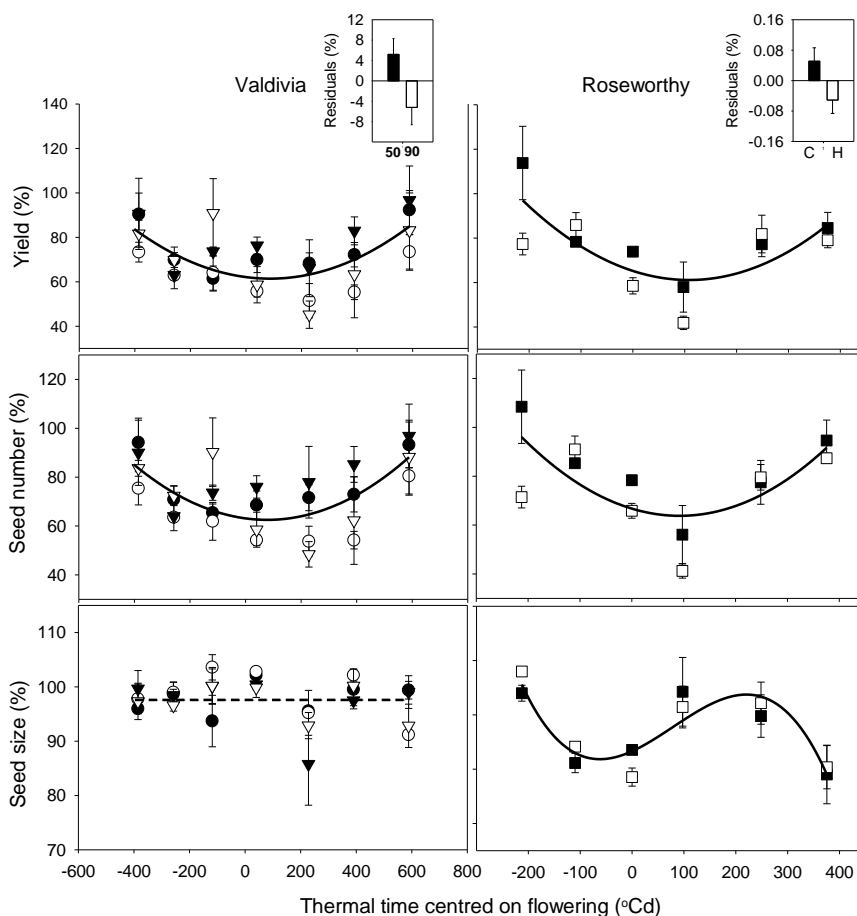 Valdivia
Residuals (%)
12
8
4
0
-4
-8
50 90
Roseworthy
Residuals (%)
0.16
0.08
0.00
-0.08
-0.16
C H
Yield (%)
140
120
100
80
60
40
Seed number (%)
120
100
80
60
40
Seed size (%)
110
100
90
80
70
-600 -400 -200 0 200 400 600 800
-200 -100 0 100 200 300 400
Thermal time centred on flowering (°Cd)